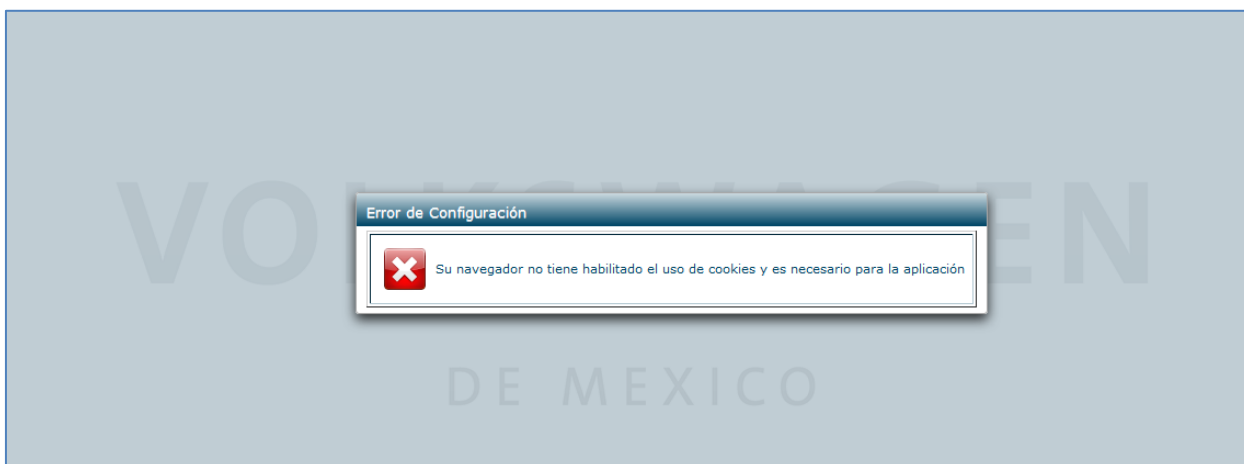 Error de Configuración
Su navegador no tiene habilitado el uso de cookies y es necesario para la aplicación
DE MEXICO